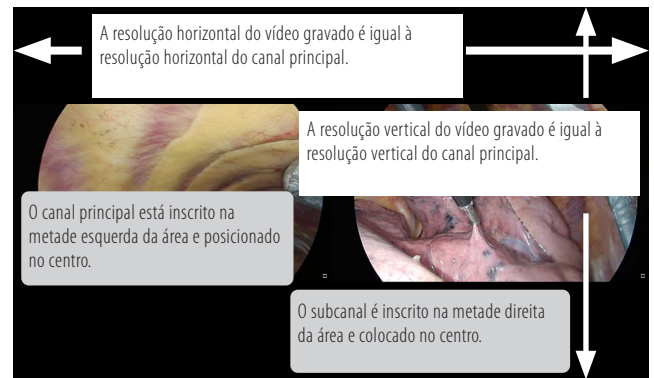 A resolução horizontal do vídeo gravado é igual à
resolução horizontal do canal principal.
A resolução vertical do vídeo gravado é igual à
resolução vertical do canal principal.
O canal principal está inscrito na
metade esquerda da área e posicionado
no centro.
O subcanal é inscrito na metade direita
da área e colocado no centro.